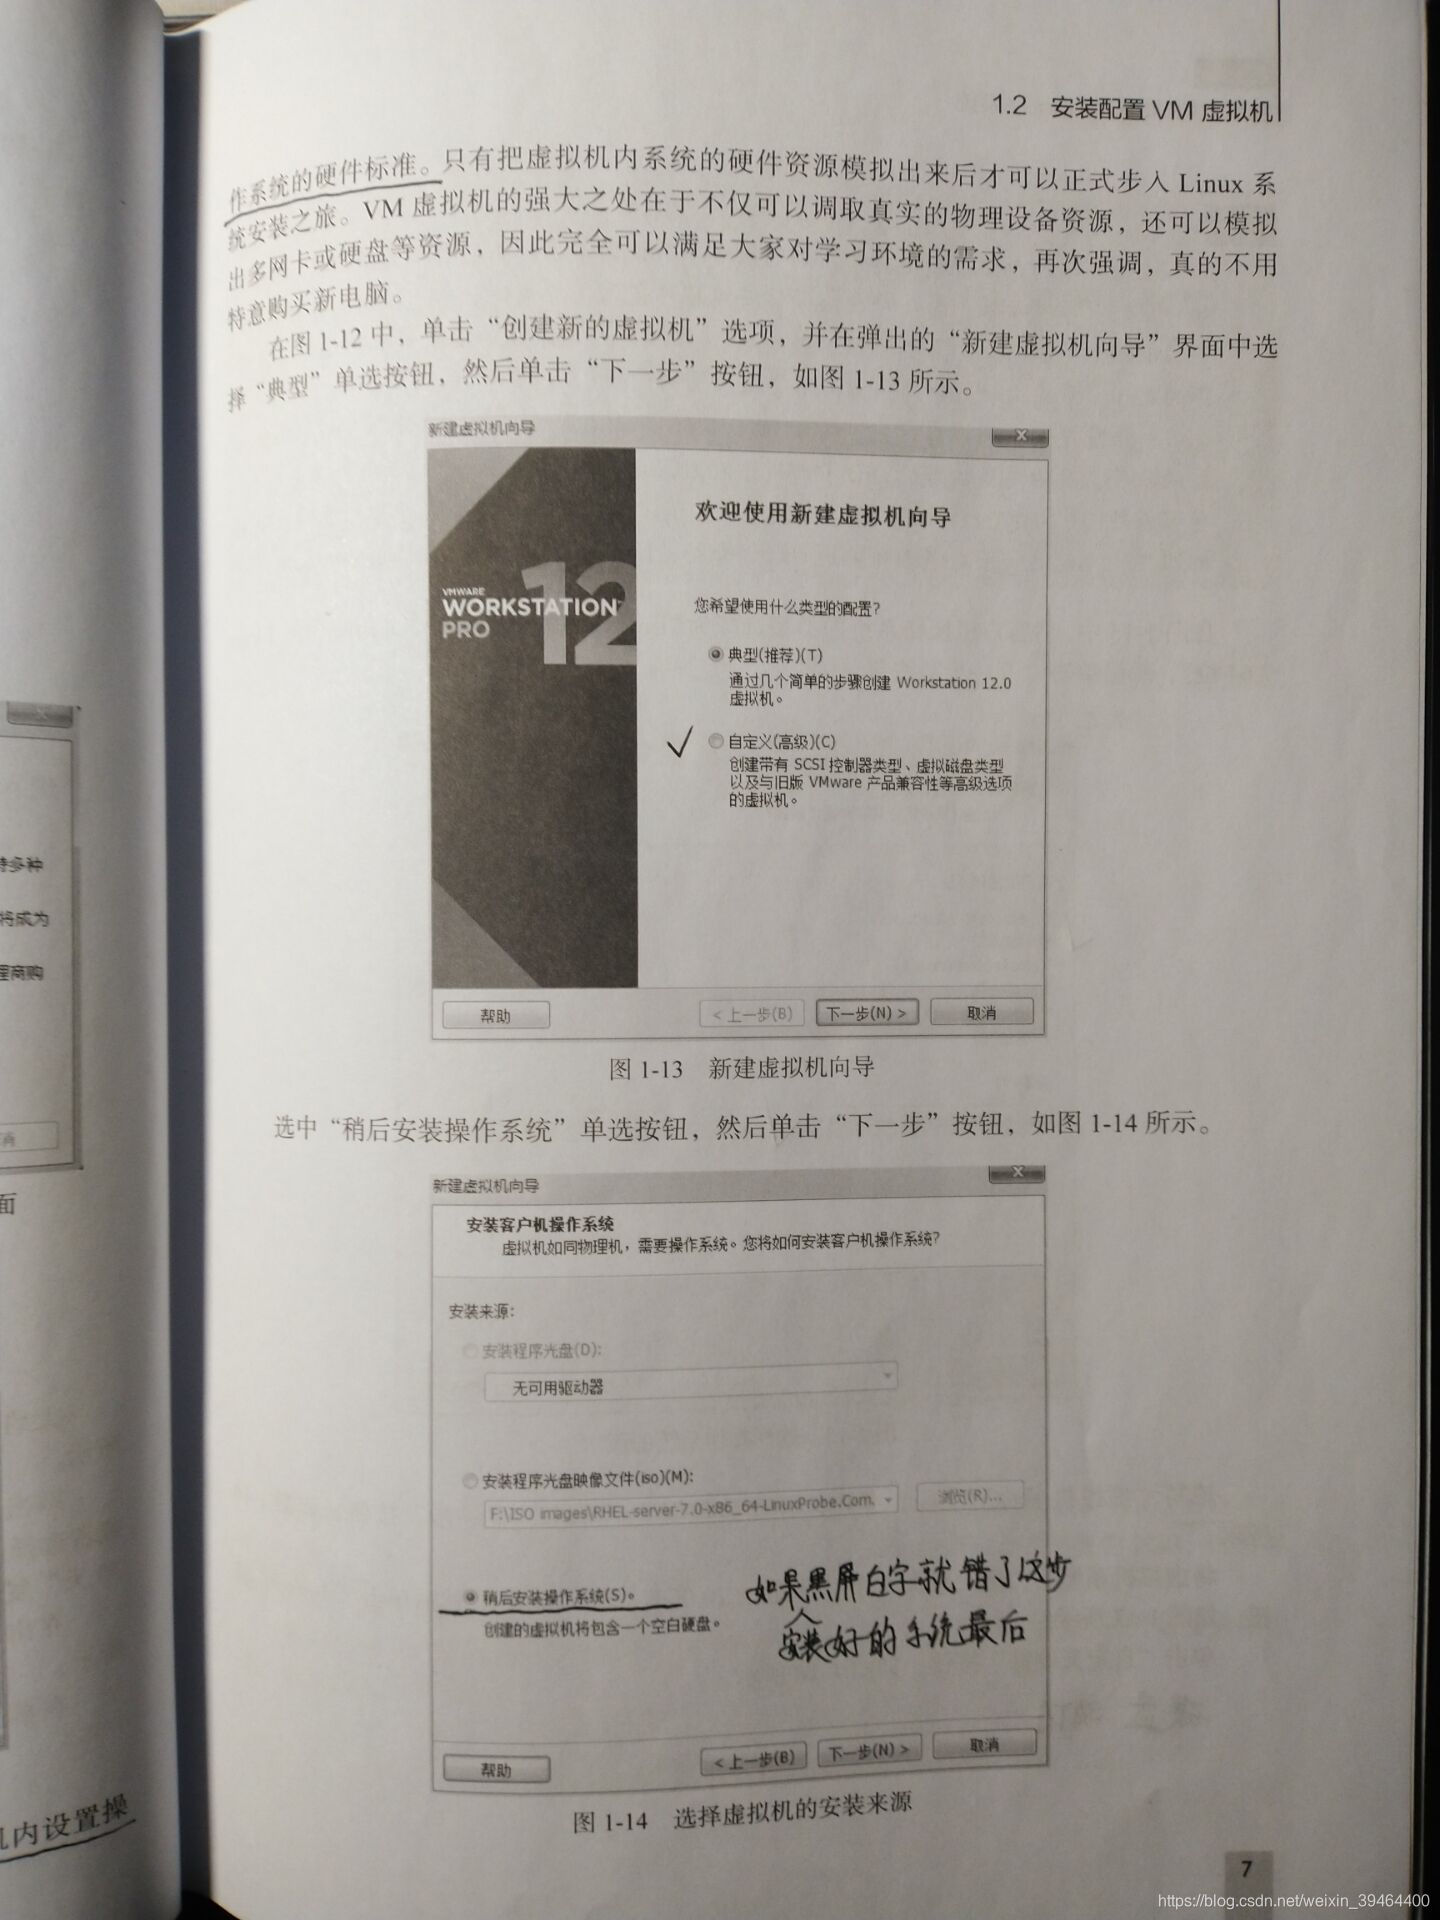 1.2 安装配置 VM 虚拟机
作系统的硬件标准。只有把虚拟机内系统的硬件资源模拟出来后才可以正式步入 Linux 系
统安装之旅。VM 虚拟机的强大之处在于不仅可以调取真实的物理设备资源，还可以模拟
出多网卡或硬盘等资源，因此完全可以满足大家对学习环境的需求，再次强调，真的不用
特意购买新电脑。
在图 1-12 中，单击“创建新的虚拟机”选项，并在弹出的“新建虚拟机向导”界面中选
择“典型”单选按钮，然后单击“下一步”按钮，如图 1-13 所示。
新建虚拟机向导
X
VMWARE
WORKSTATION
PRO
12
欢迎使用新建虚拟机向导
您希望使用什么类型的配置?
典型(推荐)(T)
通过几个简单的步骤创建 Workstation 12.0
虚拟机。
自定义(高级)(C)
创建带有 SCSI 控制器类型、虚拟磁盘类型
以及与旧版 VMware 产品兼容性等高级选项
的虚拟机。
帮助
< 上一步(B)
下一步(N) >
取消
图 1-13 新建虚拟机向导
选中“稍后安装操作系统”单选按钮，然后单击“下一步”按钮，如图 1-14 所示。
新建虚拟机向导
X
安装客户机操作系统
虚拟机如同物理机，需要操作系统。您将如何安装客户机操作系统?
安装来源:
安装程序光盘(D):
无可用驱动器
安装程序光盘映像文件(iso)(M):
F:\ISO images\RHEL-server-7.0-x86_64-LinuxProbe.Com.
浏览(R)...
稍后安装操作系统(S)。
创建的虚拟机将包含一个空白硬盘。
如果黑屏白字就错了这步
安装好的系统最后
帮助
< 上一步(B)
下一步(N) >
取消
图 1-14 选择虚拟机的安装来源
7
多种
将成为
理商购
消
面
机内设置操
https://blog.csdn.net/weixin_39464400